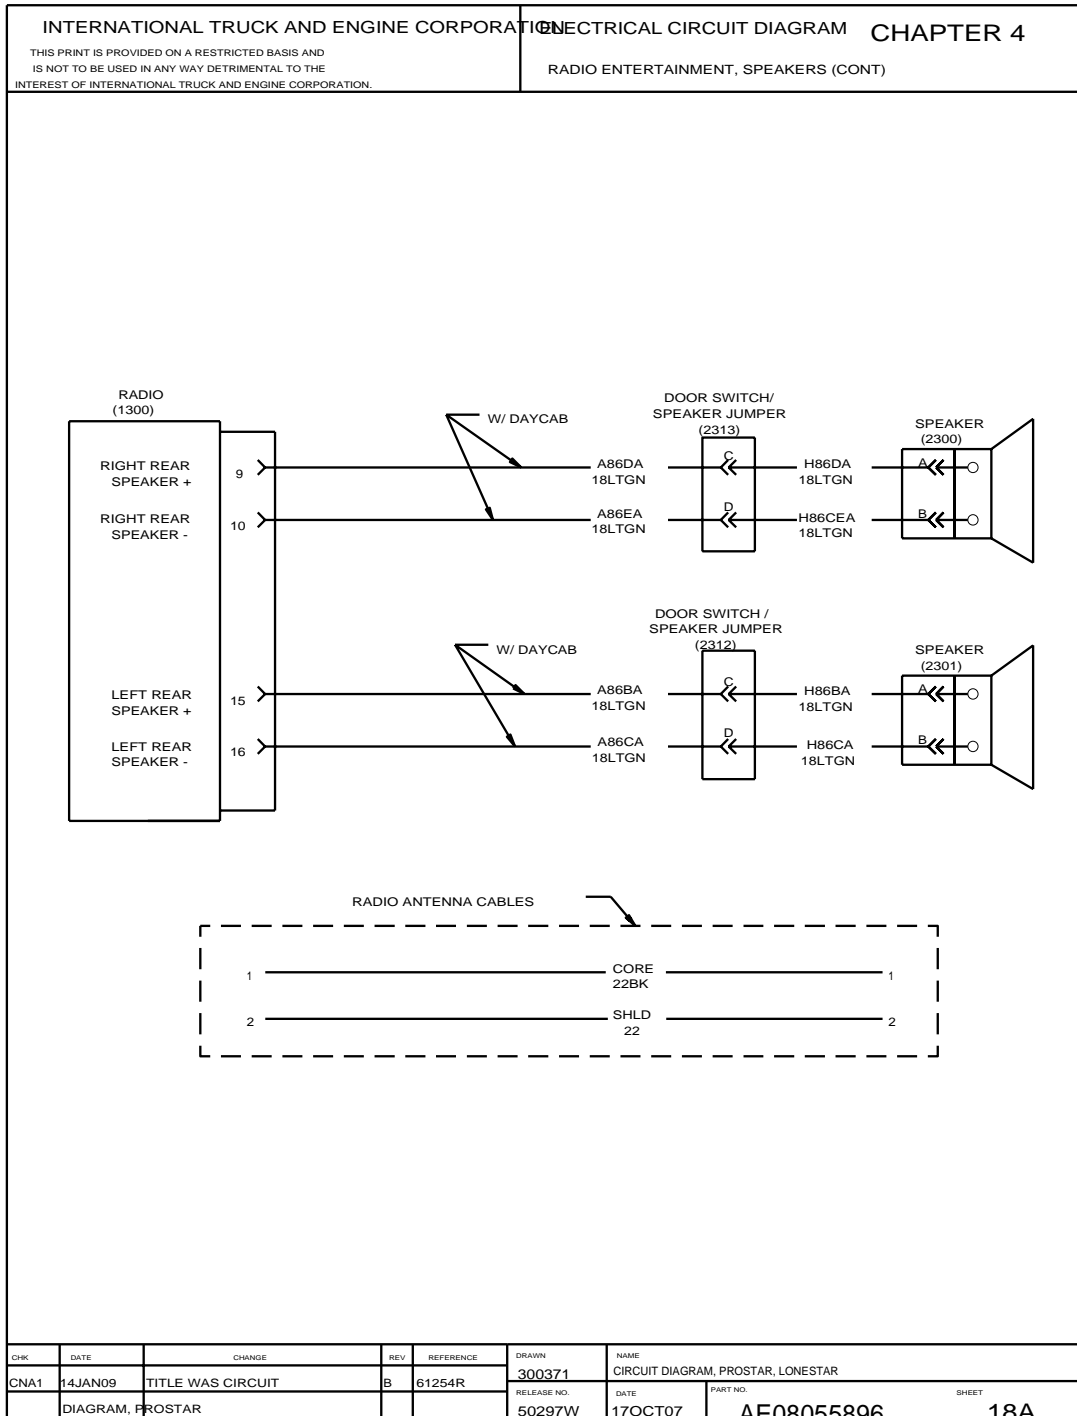 INTERNATIONAL TRUCK AND ENGINE CORPORATION
THIS PRINT IS PROVIDED ON A RESTRICTED BASIS AND
IS NOT TO BE USED IN ANY WAY DETRIMENTAL TO THE
INTEREST OF INTERNATIONAL TRUCK AND ENGINE CORPORATION.
ELECTRICAL CIRCUIT DIAGRAM
CHAPTER 4
RADIO ENTERTAINMENT, SPEAKERS (CONT)
RADIO
(1300)
RIGHT REAR
SPEAKER +
9
RIGHT REAR
SPEAKER -
10
W/ DAYCAB
A86DA
18LTGN
A86EA
18LTGN
DOOR SWITCH/
SPEAKER JUMPER
(2313)
C
D
H86DA
18LTGN
H86CEA
18LTGN
SPEAKER
(2300)
A
B
LEFT REAR
SPEAKER +
15
LEFT REAR
SPEAKER -
16
W/ DAYCAB
A86BA
18LTGN
A86CA
18LTGN
DOOR SWITCH /
SPEAKER JUMPER
(2312)
C
D
H86BA
18LTGN
H86CA
18LTGN
SPEAKER
(2301)
A
B
RADIO ANTENNA CABLES
1 CORE 1
22BK
2 SHLD 2
22
CHK DATE CHANGE REV REFERENCE
CNA1 14JAN09 TITLE WAS CIRCUIT B 61254R
DIAGRAM, PROSTAR
DRAWN
300371
NAME
CIRCUIT DIAGRAM, PROSTAR, LONESTAR
RELEASE NO.
50297W
DATE
17OCT07
PART NO.
AE08055896
SHEET
18A